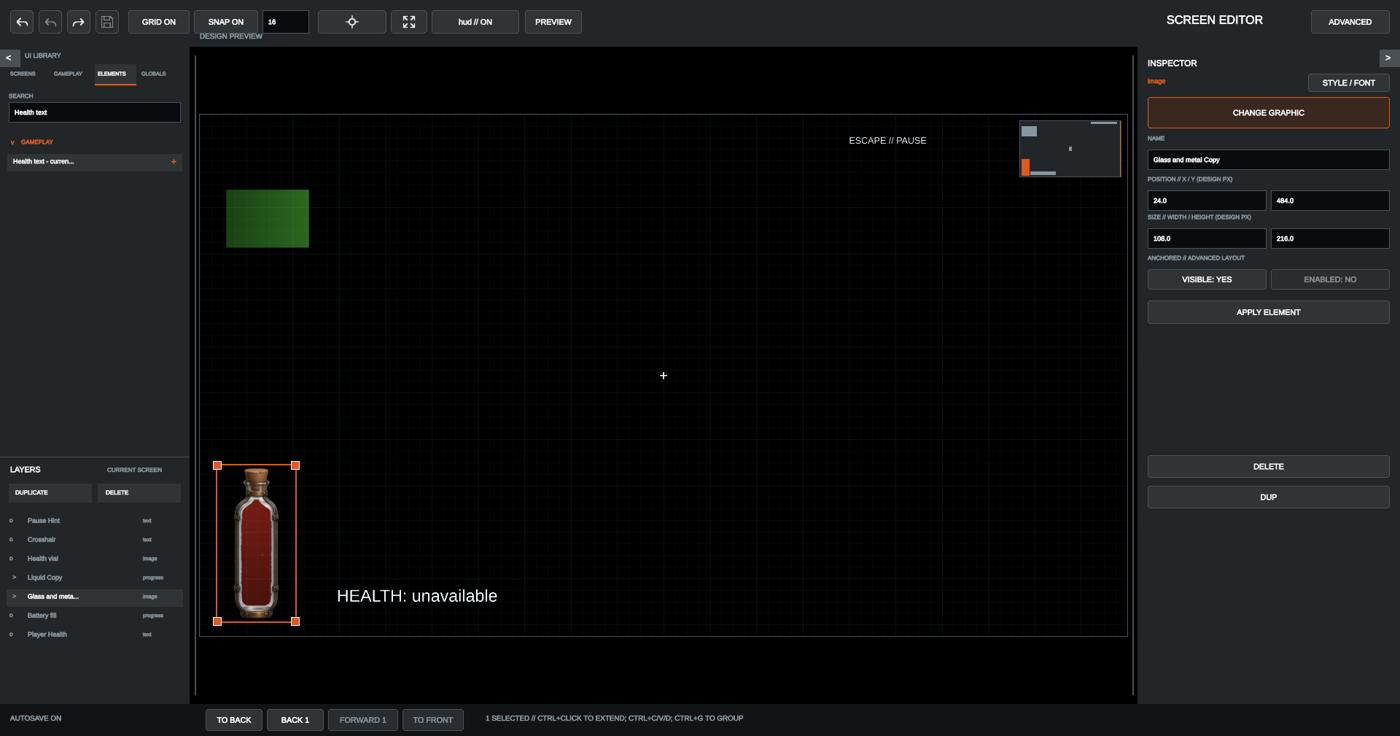 GRID ON
SNAP ON
16
hud // ON
PREVIEW
SCREEN EDITOR
ADVANCED
DESIGN PREVIEW
<
UI LIBRARY
SCREENS
GAMEPLAY
ELEMENTS
GLOBALS
SEARCH
Health text
v GAMEPLAY
Health text - curren... +
ESCAPE // PAUSE
HEALTH: unavailable
LAYERS
CURRENT SCREEN
DUPLICATE
DELETE
o Pause Hint text
o Crosshair text
o Health vial image
> Liquid Copy progress
> Glass and meta... image
o Battery fill progress
o Player Health text
>
INSPECTOR
Image
STYLE / FONT
CHANGE GRAPHIC
NAME
Glass and metal Copy
POSITION // X / Y (DESIGN PX)
24.0
484.0
SIZE // WIDTH / HEIGHT (DESIGN PX)
108.0
216.0
ANCHORED // ADVANCED LAYOUT
VISIBLE: YES
ENABLED: NO
APPLY ELEMENT
DELETE
DUP
AUTOSAVE ON
TO BACK
BACK 1
FORWARD 1
TO FRONT
1 SELECTED // CTRL+CLICK TO EXTEND; CTRL+C/V/D; CTRL+G TO GROUP